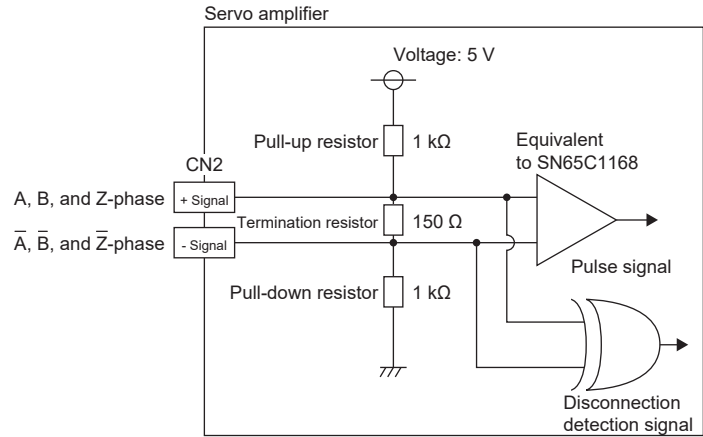 Servo amplifier
Voltage: 5 V
Pull-up resistor
1 kΩ
Equivalent
to SN65C1168
CN2
A, B, and Z-phase
+ Signal
Termination resistor
150 Ω
A̅, B̅, and Z̅-phase
- Signal
Pulse signal
Pull-down resistor
1 kΩ
Disconnection
detection signal